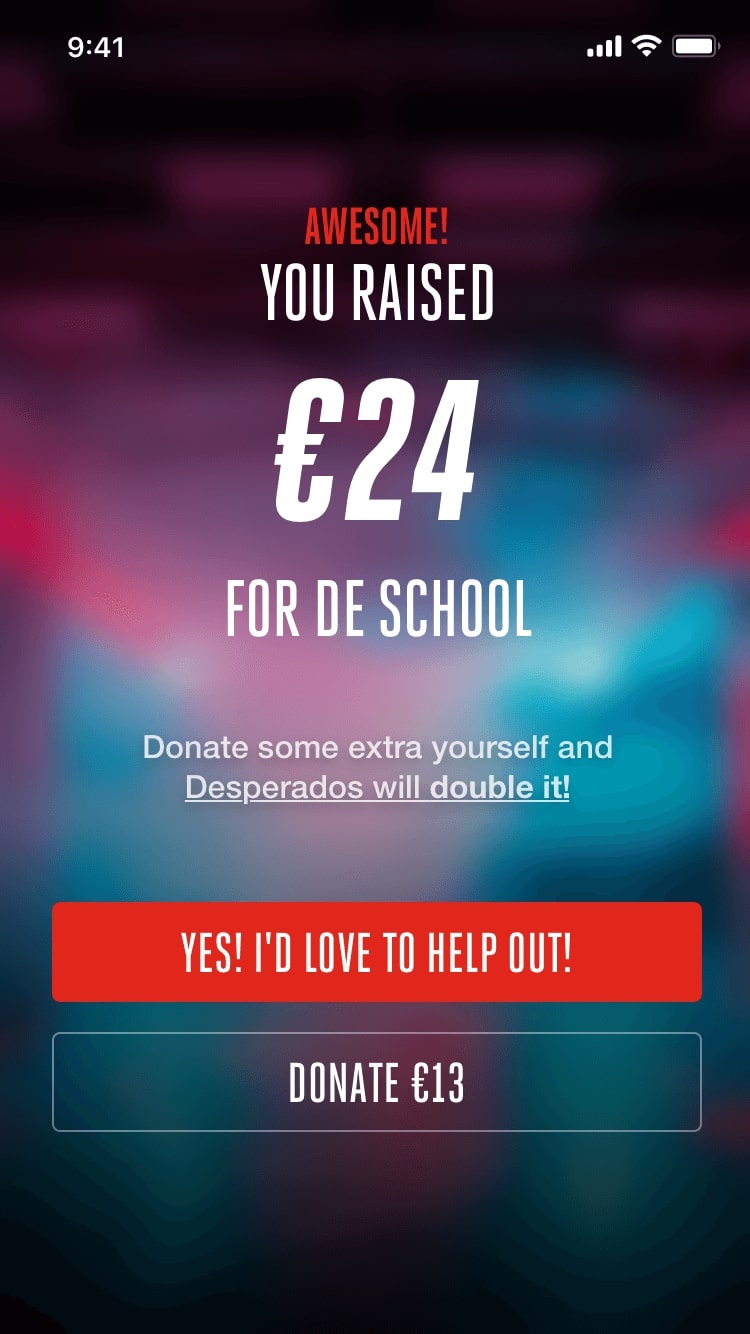 9:41
AWESOME!
YOU RAISED
€24
FOR DE SCHOOL
Donate some extra yourself and
Desperados will double it!
YES! I'D LOVE TO HELP OUT!
DONATE €13